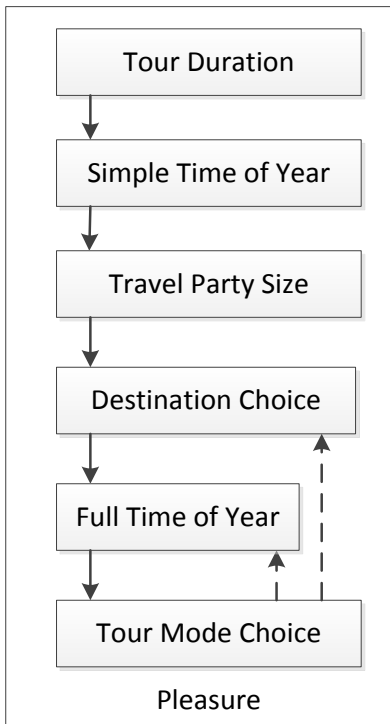 Tour Duration
Simple Time of Year
Travel Party Size
Destination Choice
Full Time of Year
Tour Mode Choice
Pleasure